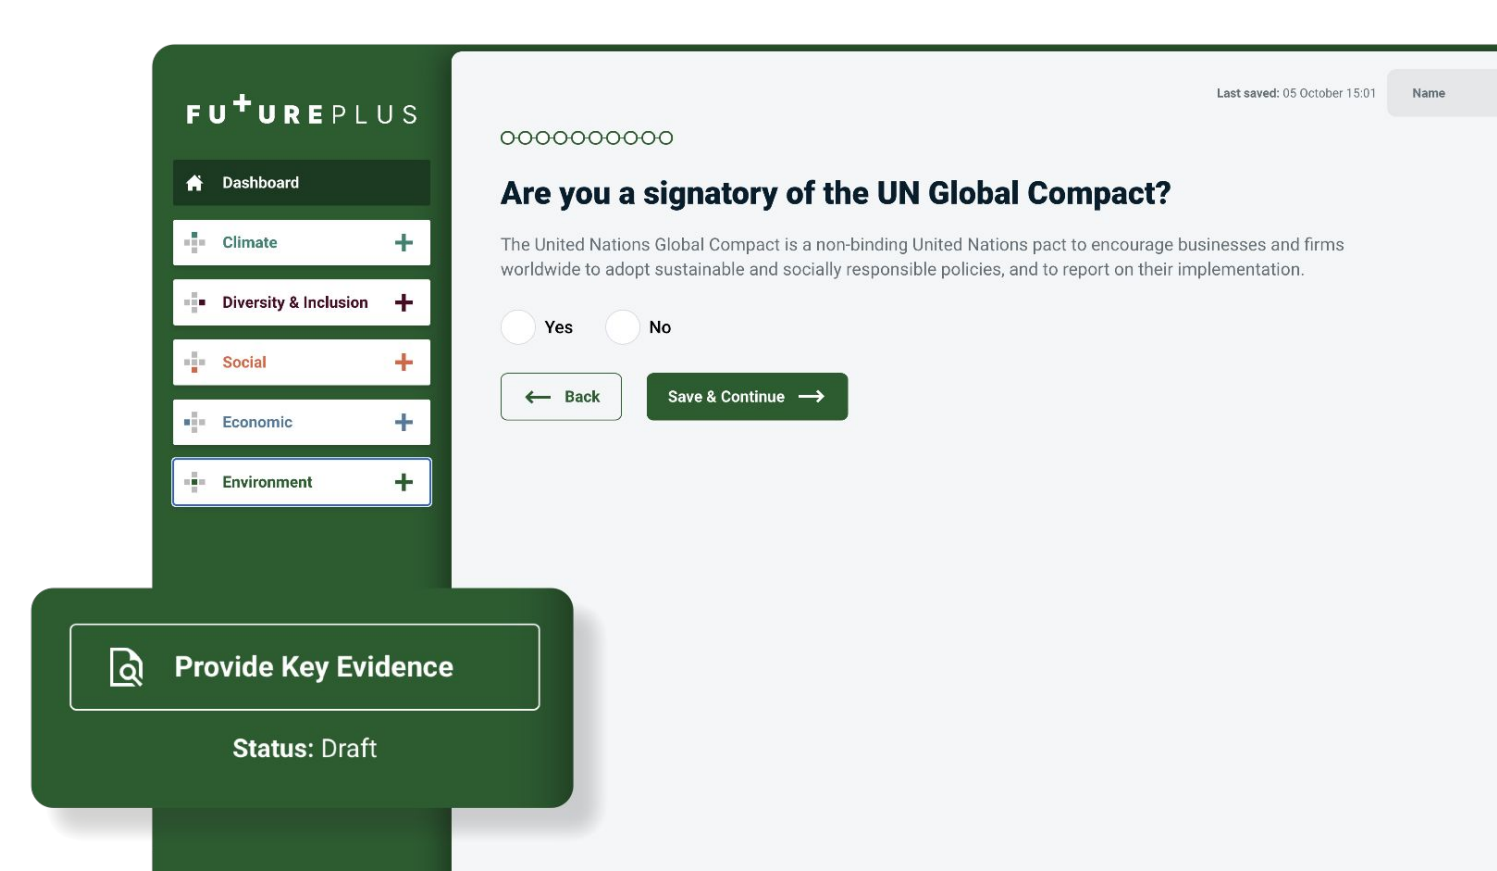 FUTUREPLUS
Dashboard
Climate
Diversity & Inclusion
Social
Economic
Environment
Provide Key Evidence
Status: Draft
Last saved: 05 October 15:01
Name
Are you a signatory of the UN Global Compact?
The United Nations Global Compact is a non-binding United Nations pact to encourage businesses and firms
worldwide to adopt sustainable and socially responsible policies, and to report on their implementation.
Yes No
Back Save & Continue